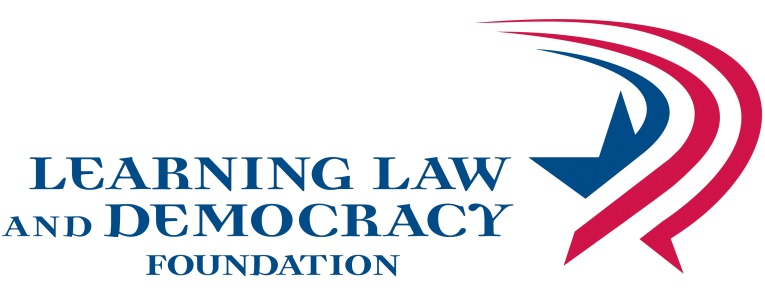 LEARNING LAW
AND DEMOCRACY
FOUNDATION